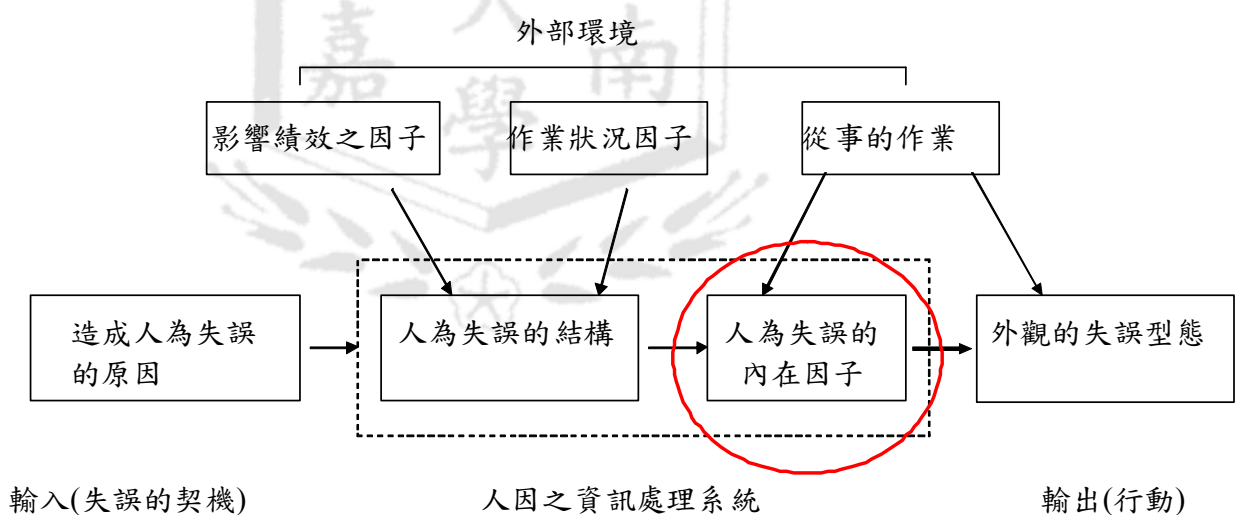 外部環境
影響績效之因子
作業狀況因子
從事的作業
造成人為失誤
的原因
人為失誤的結構
人為失誤的
內在因子
外觀的失誤型態
輸入(失誤的契機)
人因之資訊處理系統
輸出(行動)
嘉
學
南